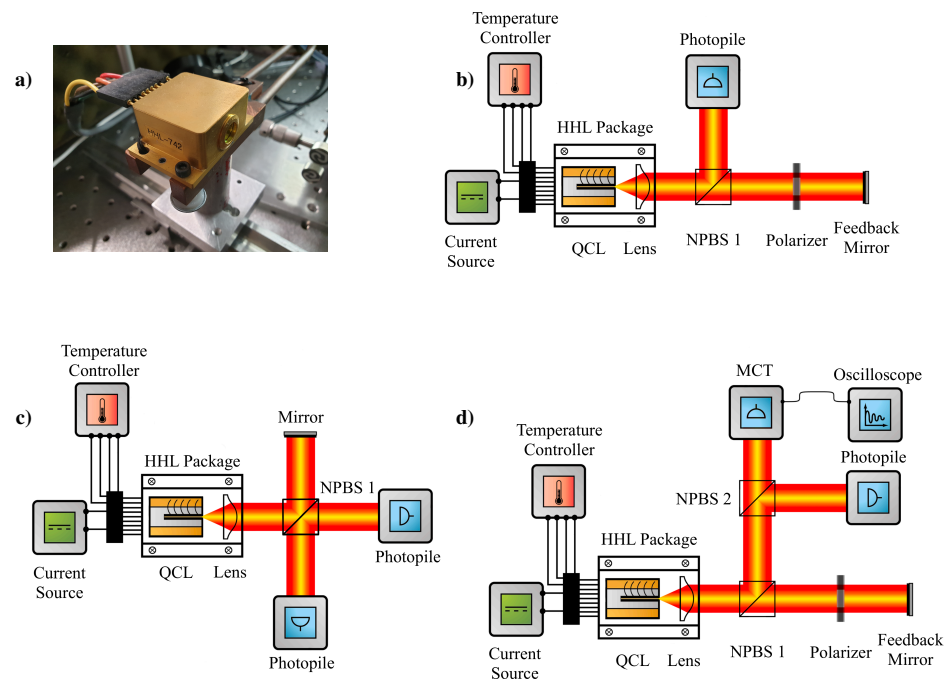 a)
HHL-742
b)
Temperature
Controller
Photopile
HHL Package
Current
Source
QCL
Lens
NPBS 1
Polarizer
Feedback
Mirror
c)
Temperature
Controller
Mirror
HHL Package
NPBS 1
Photopile
Current
Source
QCL
Lens
Photopile
d)
MCT
Oscilloscope
Temperature
Controller
Photopile
NPBS 2
HHL Package
Current
Source
QCL
Lens
NPBS 1
Polarizer
Feedback
Mirror